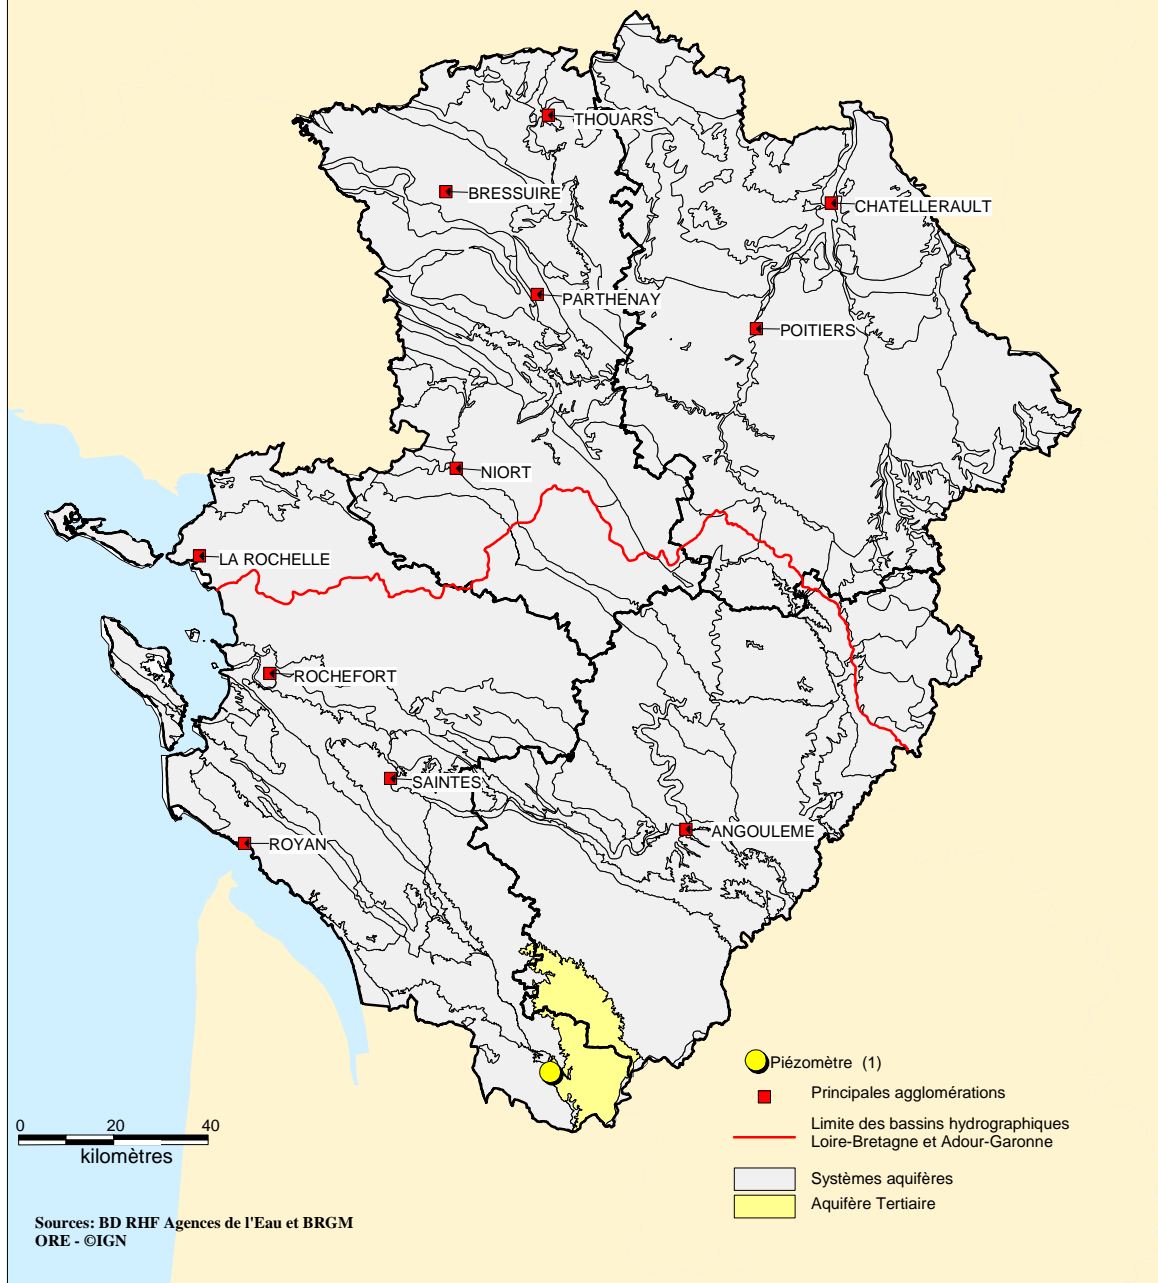 THOUARS
BRESSUIRE
CHATELLERAULT
PARTHENAY
POITIERS
NIORT
LA ROCHELLE
ROCHEFORT
SAINTES
ANGOULEME
ROYAN
Piézomètre (1)
Principales agglomérations
Limite des bassins hydrographiques
Loire-Bretagne et Adour-Garonne
Systèmes aquifères
Aquifère Tertiaire
0 20 40
kilomètres
Sources: BD RHF Agences de l'Eau et BRGM
ORE - ©IGN